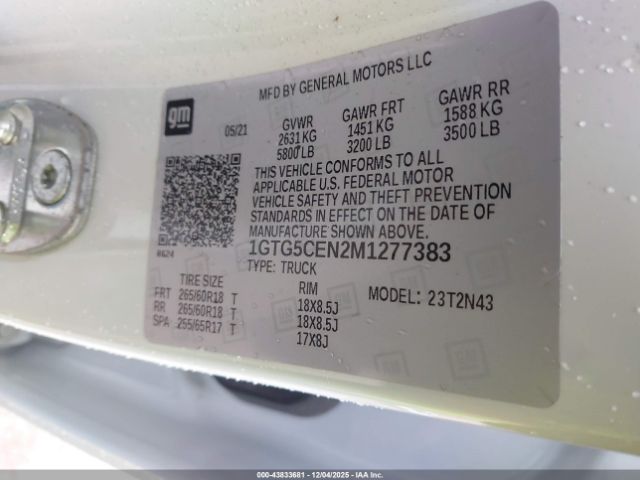 MFD BY GENERAL MOTORS LLC
gm
05/21
GVWR
2631 KG
5800 LB
GAWR FRT
1451 KG
3200 LB
GAWR RR
1588 KG
3500 LB
THIS VEHICLE CONFORMS TO ALL
APPLICABLE U.S. FEDERAL MOTOR
VEHICLE SAFETY AND THEFT PREVENTION
STANDARDS IN EFFECT ON THE DATE OF
MANUFACTURE SHOWN ABOVE.
R624
1GTG5CEN2M1277383
TYPE: TRUCK
MODEL: 23T2N43
TIRE SIZE RIM
FRT 265/60R18 T 18X8.5J
RR 265/60R18 T 18X8.5J
SPA 255/65R17 T 17X8J
000-43833681 - 12/04/2025 - IAA Inc.